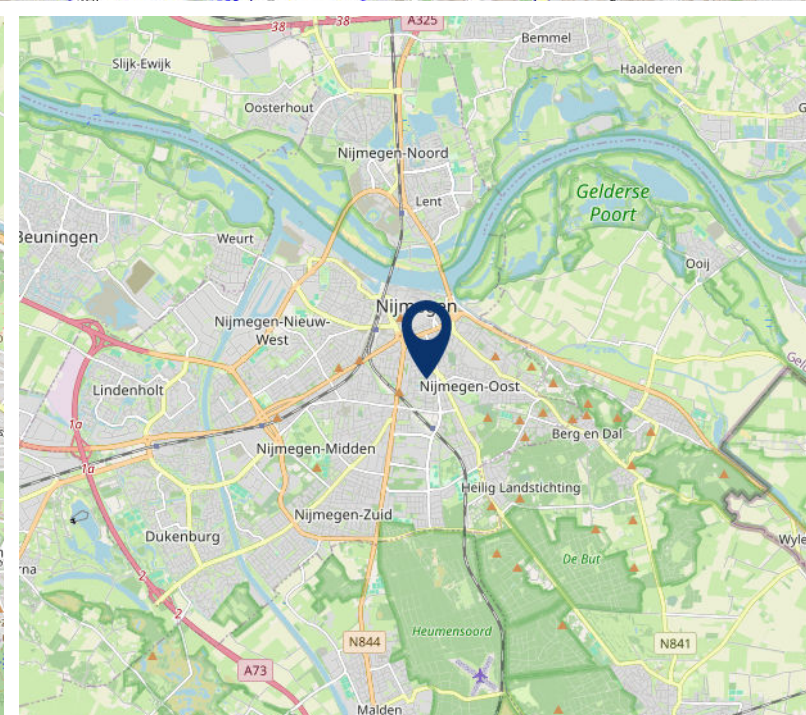 38
38
A325
Bemmel
Slijk-Ewijk
Haalderen
Oosterhout
Nijmegen-Noord
Lent
Gelderse
Poort
Beuningen
Weurt
Ooij
Nijmegen
Nijmegen-Nieuw-
West
Nijmegen-Oost
Lindenholt
1a
Berg en Dal
Nijmegen-Midden
1a
Heilig Landstichting
Nijmegen-Zuid
Dukenburg
De But
2
2
Heumensoord
N844
N841
A73
Malden